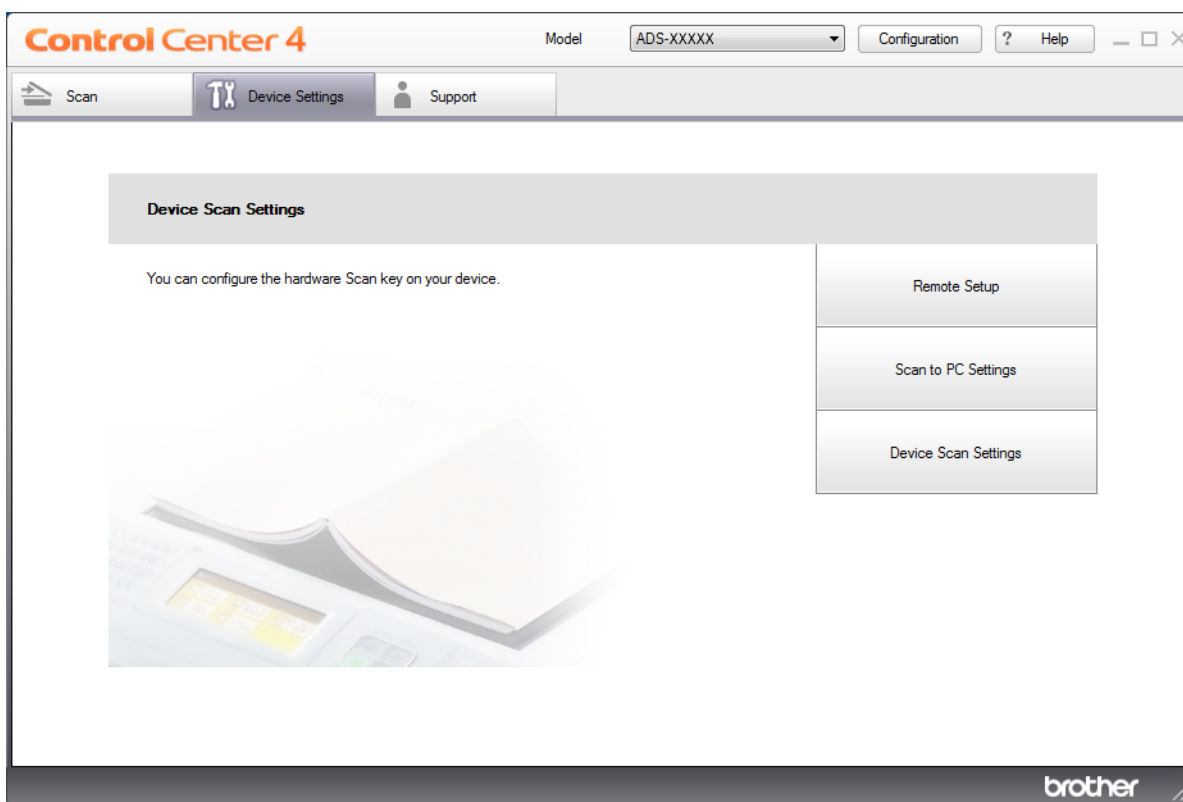 Control Center 4
Model
ADS-XXXXX
Configuration
? Help
Scan
Device Settings
Support
Device Scan Settings
You can configure the hardware Scan key on your device.
Remote Setup
Scan to PC Settings
Device Scan Settings
brother